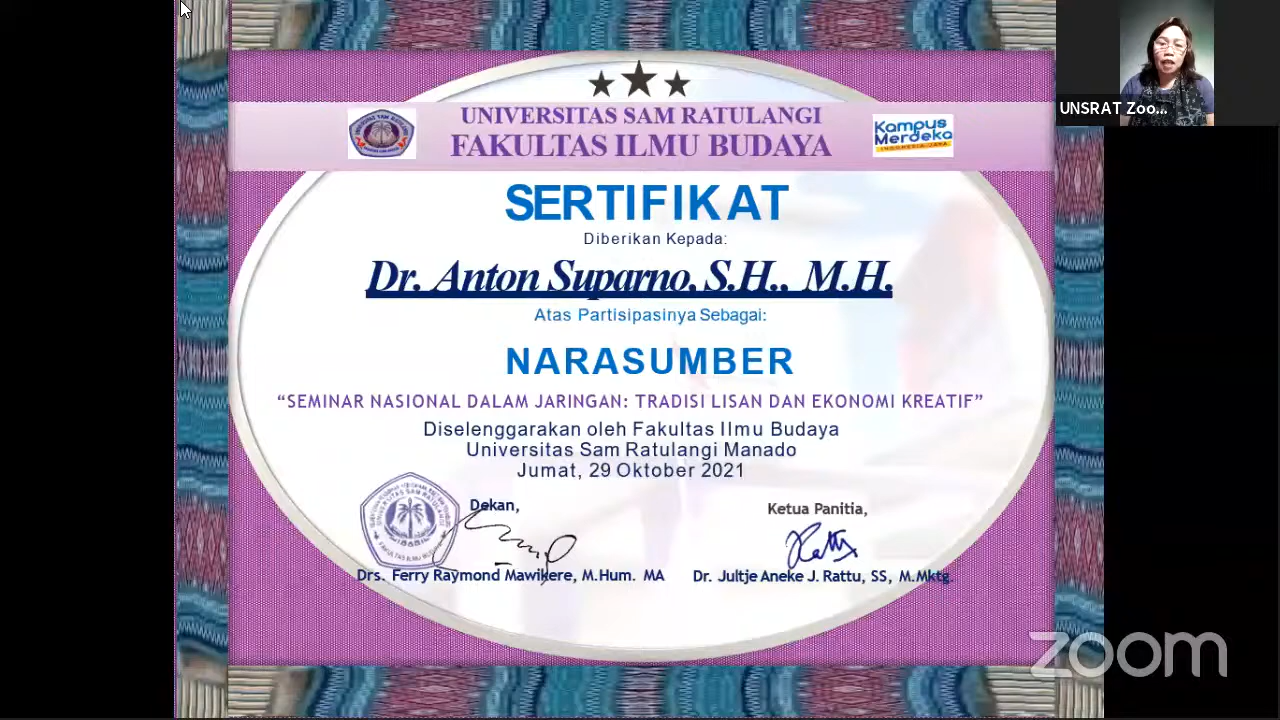 UNIVERSITAS SAM RATULANGI
FAKULTAS ILMU BUDAYA
Kampus
Merdeka
INDONESIA JAYA
UNSRAT Zoo...
SERTIFIKAT
Diberikan Kepada:
Dr. Anton Suparno, S.H., M.H.
Atas Partisipasinya Sebagai:
NARASUMBER
“SEMINAR NASIONAL DALAM JARINGAN: TRADISI LISAN DAN EKONOMI KREATIF”
Diselenggarakan oleh Fakultas Ilmu Budaya
Universitas Sam Ratulangi Manado
Jumat, 29 Oktober 2021
Dekan,
Ketua Panitia,
Drs. Ferry Raymond Mawikere, M.Hum. MA
Dr. Jultje Aneke J. Rattu, SS, M.Mktg.
zoom